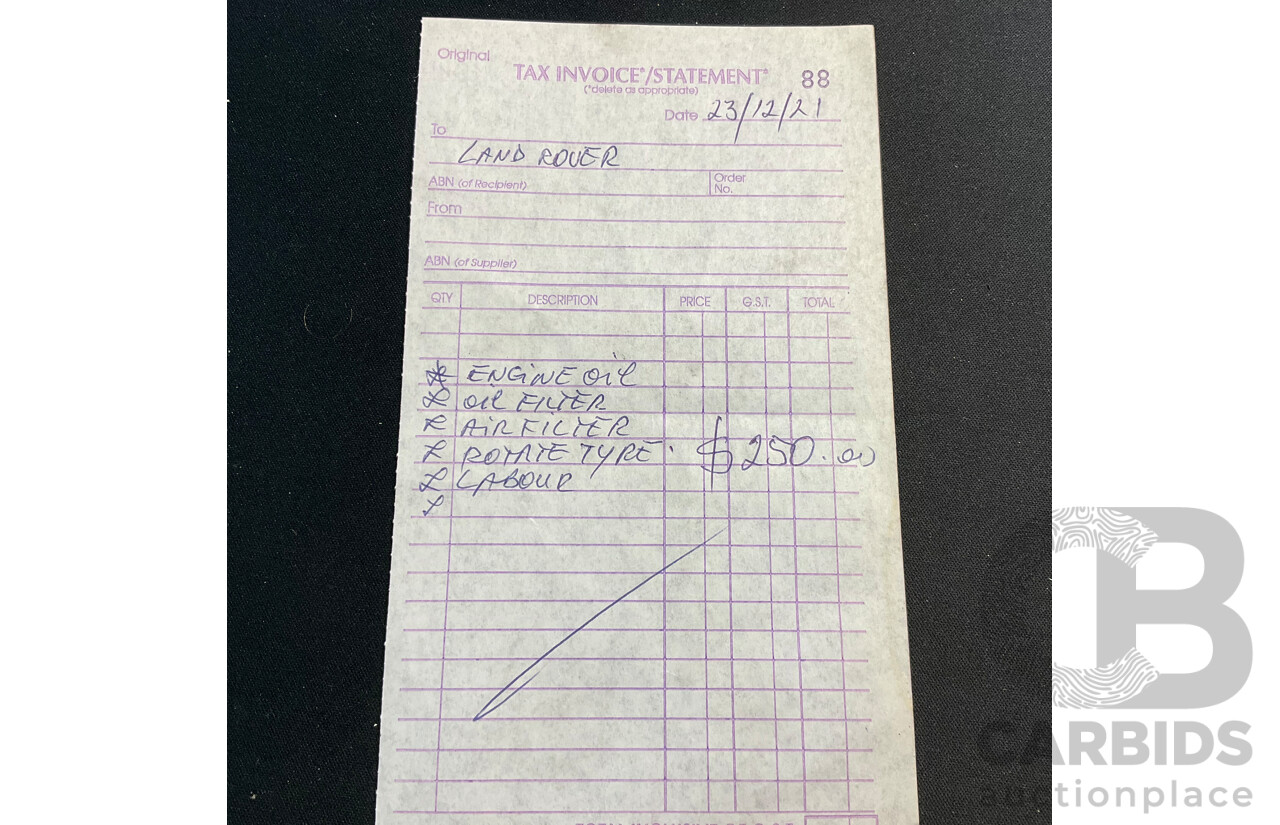 Original
TAX INVOICE*/STATEMENT* 88
(*delete as appropriate)
Date 23/12/21
To
LAND ROVER
ABN (of Recipient) Order No.
From
ABN (of Supplier)
QTY DESCRIPTION PRICE G.S.T. TOTAL
* ENGINE OIL
* OIL FILTER
* AIR FILTER
* ROTATE TYRE. $250.00
* LABOUR
*
CARBIDS
auctionplace